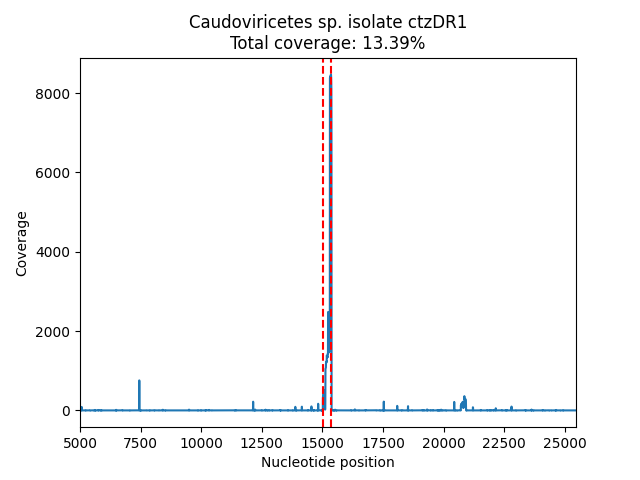 Caudoviricetes sp. isolate ctzDR1
Total coverage: 13.39%
8000
6000
4000
2000
0
Coverage
5000 7500 10000 12500 15000 17500 20000 22500 25000
Nucleotide position